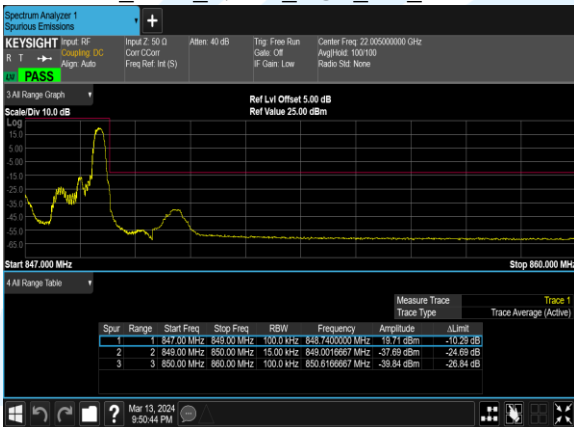 Spectrum Analyzer 1
Spurious Emissions
KEYSIGHT Input: RF Input Z: 50 Ω Atten: 40 dB Trig: Free Run Center Freq: 22.005000000 GHz
R T Coupling: DC Corr CCorr Gate: Off Avg|Hold: 100/100
Align: Auto Freq Ref: Int (S) IF Gain: Low Radio Std: None
LN PASS
3 All Range Graph
Ref Lvl Offset 5.00 dB
Scale/Div 10.0 dB Ref Value 25.00 dBm
Log
15.0
5.00
-5.00
-15.0
-25.0
-35.0
-45.0
-55.0
-65.0
Start 847.000 MHz Stop 860.000 MHz
4 All Range Table
Measure Trace Trace 1
Trace Type Trace Average (Active)
Spur Range Start Freq Stop Freq RBW Frequency Amplitude ΔLimit
1 1 847.00 MHz 849.00 MHz 100.0 kHz 848.7400000 MHz 19.71 dBm -10.29 dB
2 2 849.00 MHz 850.00 MHz 15.00 kHz 849.0016667 MHz -37.69 dBm -24.69 dB
3 3 850.00 MHz 860.00 MHz 100.0 kHz 850.6166667 MHz -39.84 dBm -26.84 dB
Mar 13, 2024
9:50:44 PM